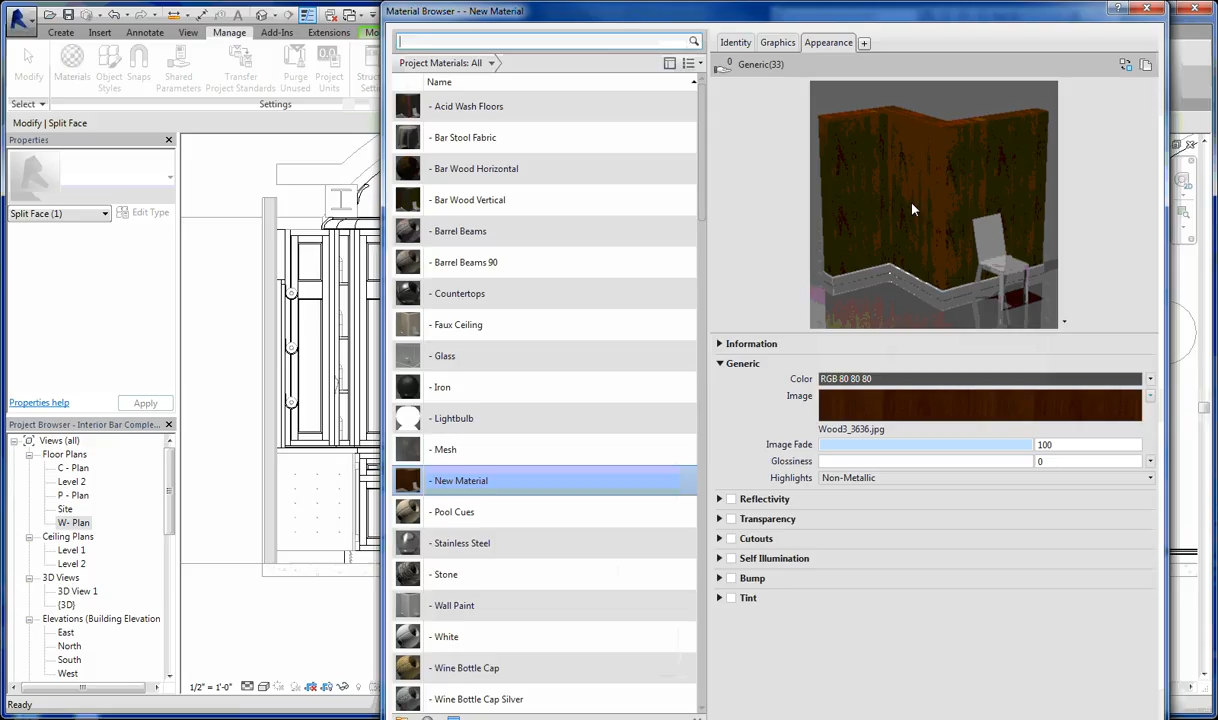 Material Browser - - New Material
Home
Insert
Annotate
View
Manage
Add-Ins
Extensions
Modify
Materials
Object Styles
Snaps
Shared Parameters
Transfer Project Standards
Purge Unused
Project Units
Select
Settings
Modify | Split Face
Properties
Split Face (1)
Edit Type
Properties help
Apply
Project Browser - Interior Bar Comple...
Views (all)
Floor Plans
C - Plan
Level 2
P - Plan
Site
W- Plan
Ceiling Plans
Level 1
Level 2
3D Views
3D View 1
{3D}
Elevations (Building Elevation
East
North
South
West
Ready
1/2" = 1'-0"
Project Materials: All
Name
- Acid Wash Floors
- Bar Stool Fabric
- Bar Wood Horizontal
- Bar Wood Vertical
- Barrel Beams
- Barrel Beams 90
- Countertops
- Faux Ceiling
- Glass
- Iron
- Lightbulb
- Mesh
- New Material
- Pool Cues
- Stainless Steel
- Stone
- Wall Paint
- White
- Wine Bottle Cap
- Wine Bottle Cap Silver
Identity
Graphics
Appearance
0
Generic(33)
Information
Generic
Color
RGB 80 80 80
Image
Wood3_3636.jpg
Image Fade
100
Glossiness
0
Highlights
Non-Metallic
Reflectivity
Transparency
Cutouts
Self Illumination
Bump
Tint